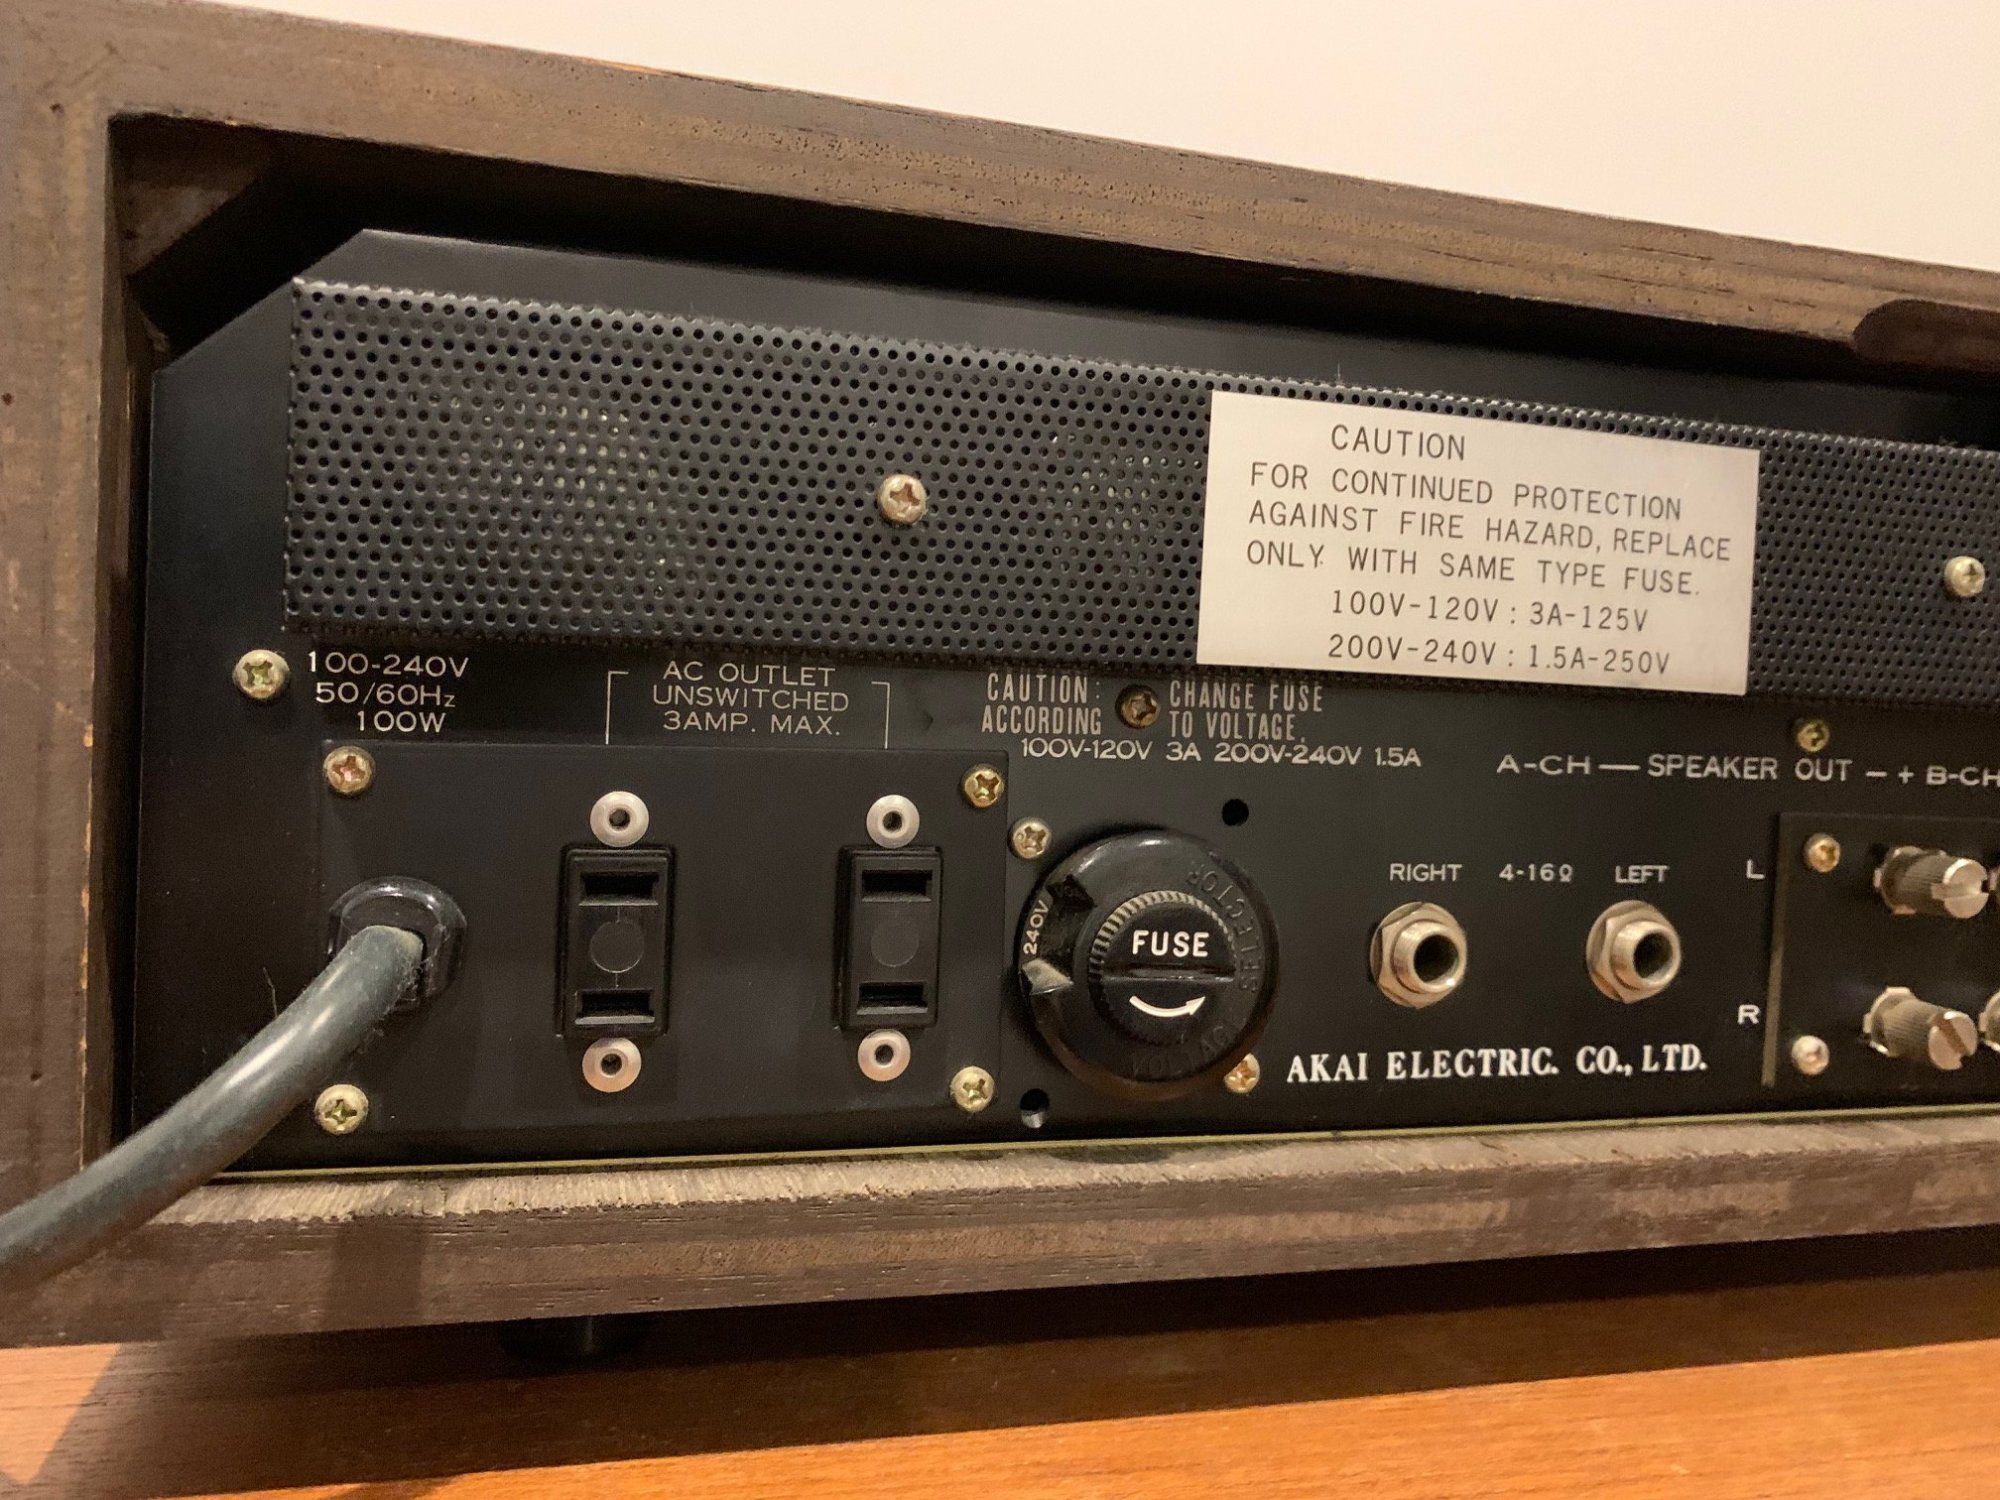 CAUTION
FOR CONTINUED PROTECTION
AGAINST FIRE HAZARD, REPLACE
ONLY WITH SAME TYPE FUSE.
100V-120V : 3A-125V
200V-240V : 1.5A-250V
100-240V
50/60Hz
100W
AC OUTLET
UNSWITCHED
3AMP. MAX.
CAUTION: CHANGE FUSE
ACCORDING TO VOLTAGE.
100V-120V 3A 200V-240V 1.5A
A-CH — SPEAKER OUT - + B-CH
RIGHT 4-16Ω LEFT
L
R
240V
FUSE
VOLTAGE SELECTOR
AKAI ELECTRIC. CO., LTD.